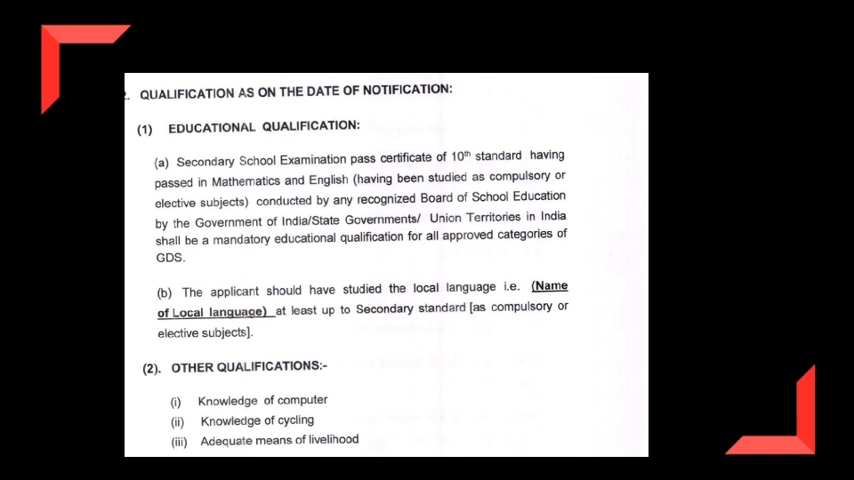 2. QUALIFICATION AS ON THE DATE OF NOTIFICATION:
(1) EDUCATIONAL QUALIFICATION:
(a) Secondary School Examination pass certificate of 10th standard having
passed in Mathematics and English (having been studied as compulsory or
elective subjects) conducted by any recognized Board of School Education
by the Government of India/State Governments/ Union Territories in India
shall be a mandatory educational qualification for all approved categories of
GDS.
(b) The applicant should have studied the local language i.e. (Name
of Local language) at least up to Secondary standard [as compulsory or
elective subjects].
(2). OTHER QUALIFICATIONS:-
(i) Knowledge of computer
(ii) Knowledge of cycling
(iii) Adequate means of livelihood